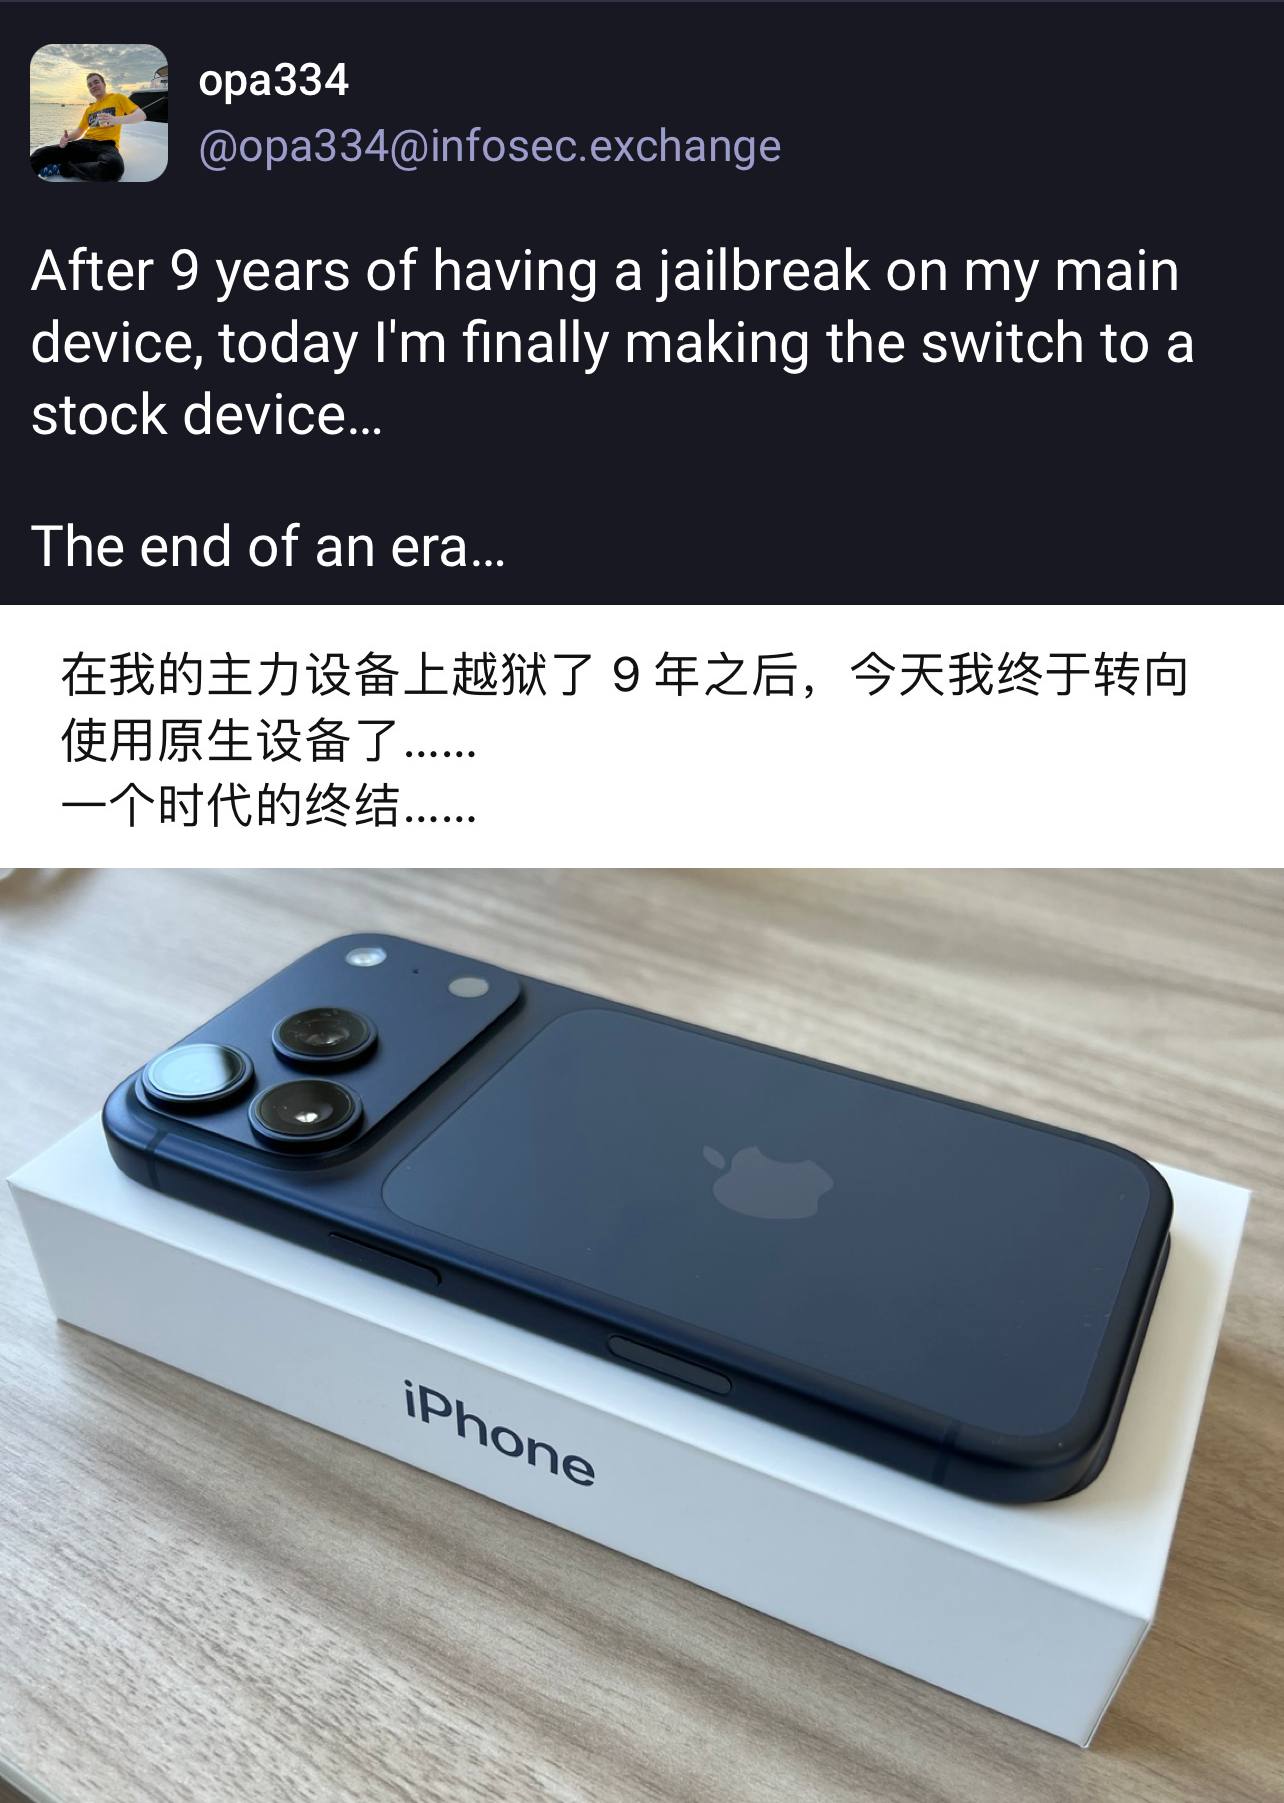 opa334
@opa334@infosec.exchange
After 9 years of having a jailbreak on my main
device, today I'm finally making the switch to a
stock device…
The end of an era…
在我的主力设备上越狱了 9 年之后，今天我终于转向
使用原生设备了……
一个时代的终结……
iPhone